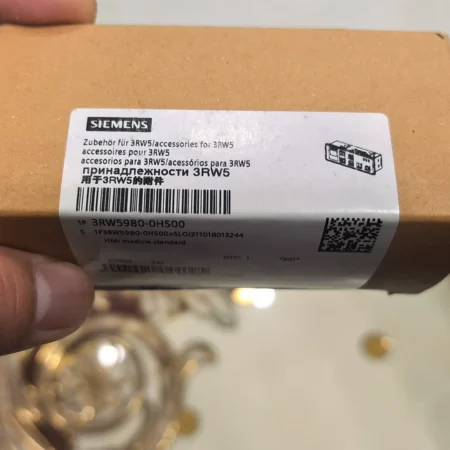 SIEMENS
Zubehör für 3RW5/accessories for 3RW5
accessoires pour 3RW5
accesorios para 3RW5/acessórios para 3RW5
принадлежности 3RW5
用于3RW5的附件
1P 3RW5980-0HS00
S
HMI module standard